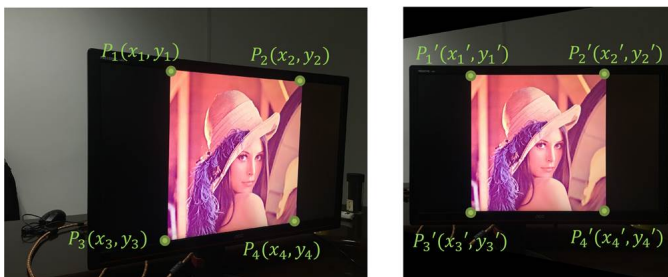 P₁(x₁, y₁)
P₂(x₂, y₂)
P₃(x₃, y₃)
P₄(x₄, y₄)
P₁'(x₁', y₁')
P₂'(x₂', y₂')
P₃'(x₃', y₃')
P₄'(x₄', y₄')